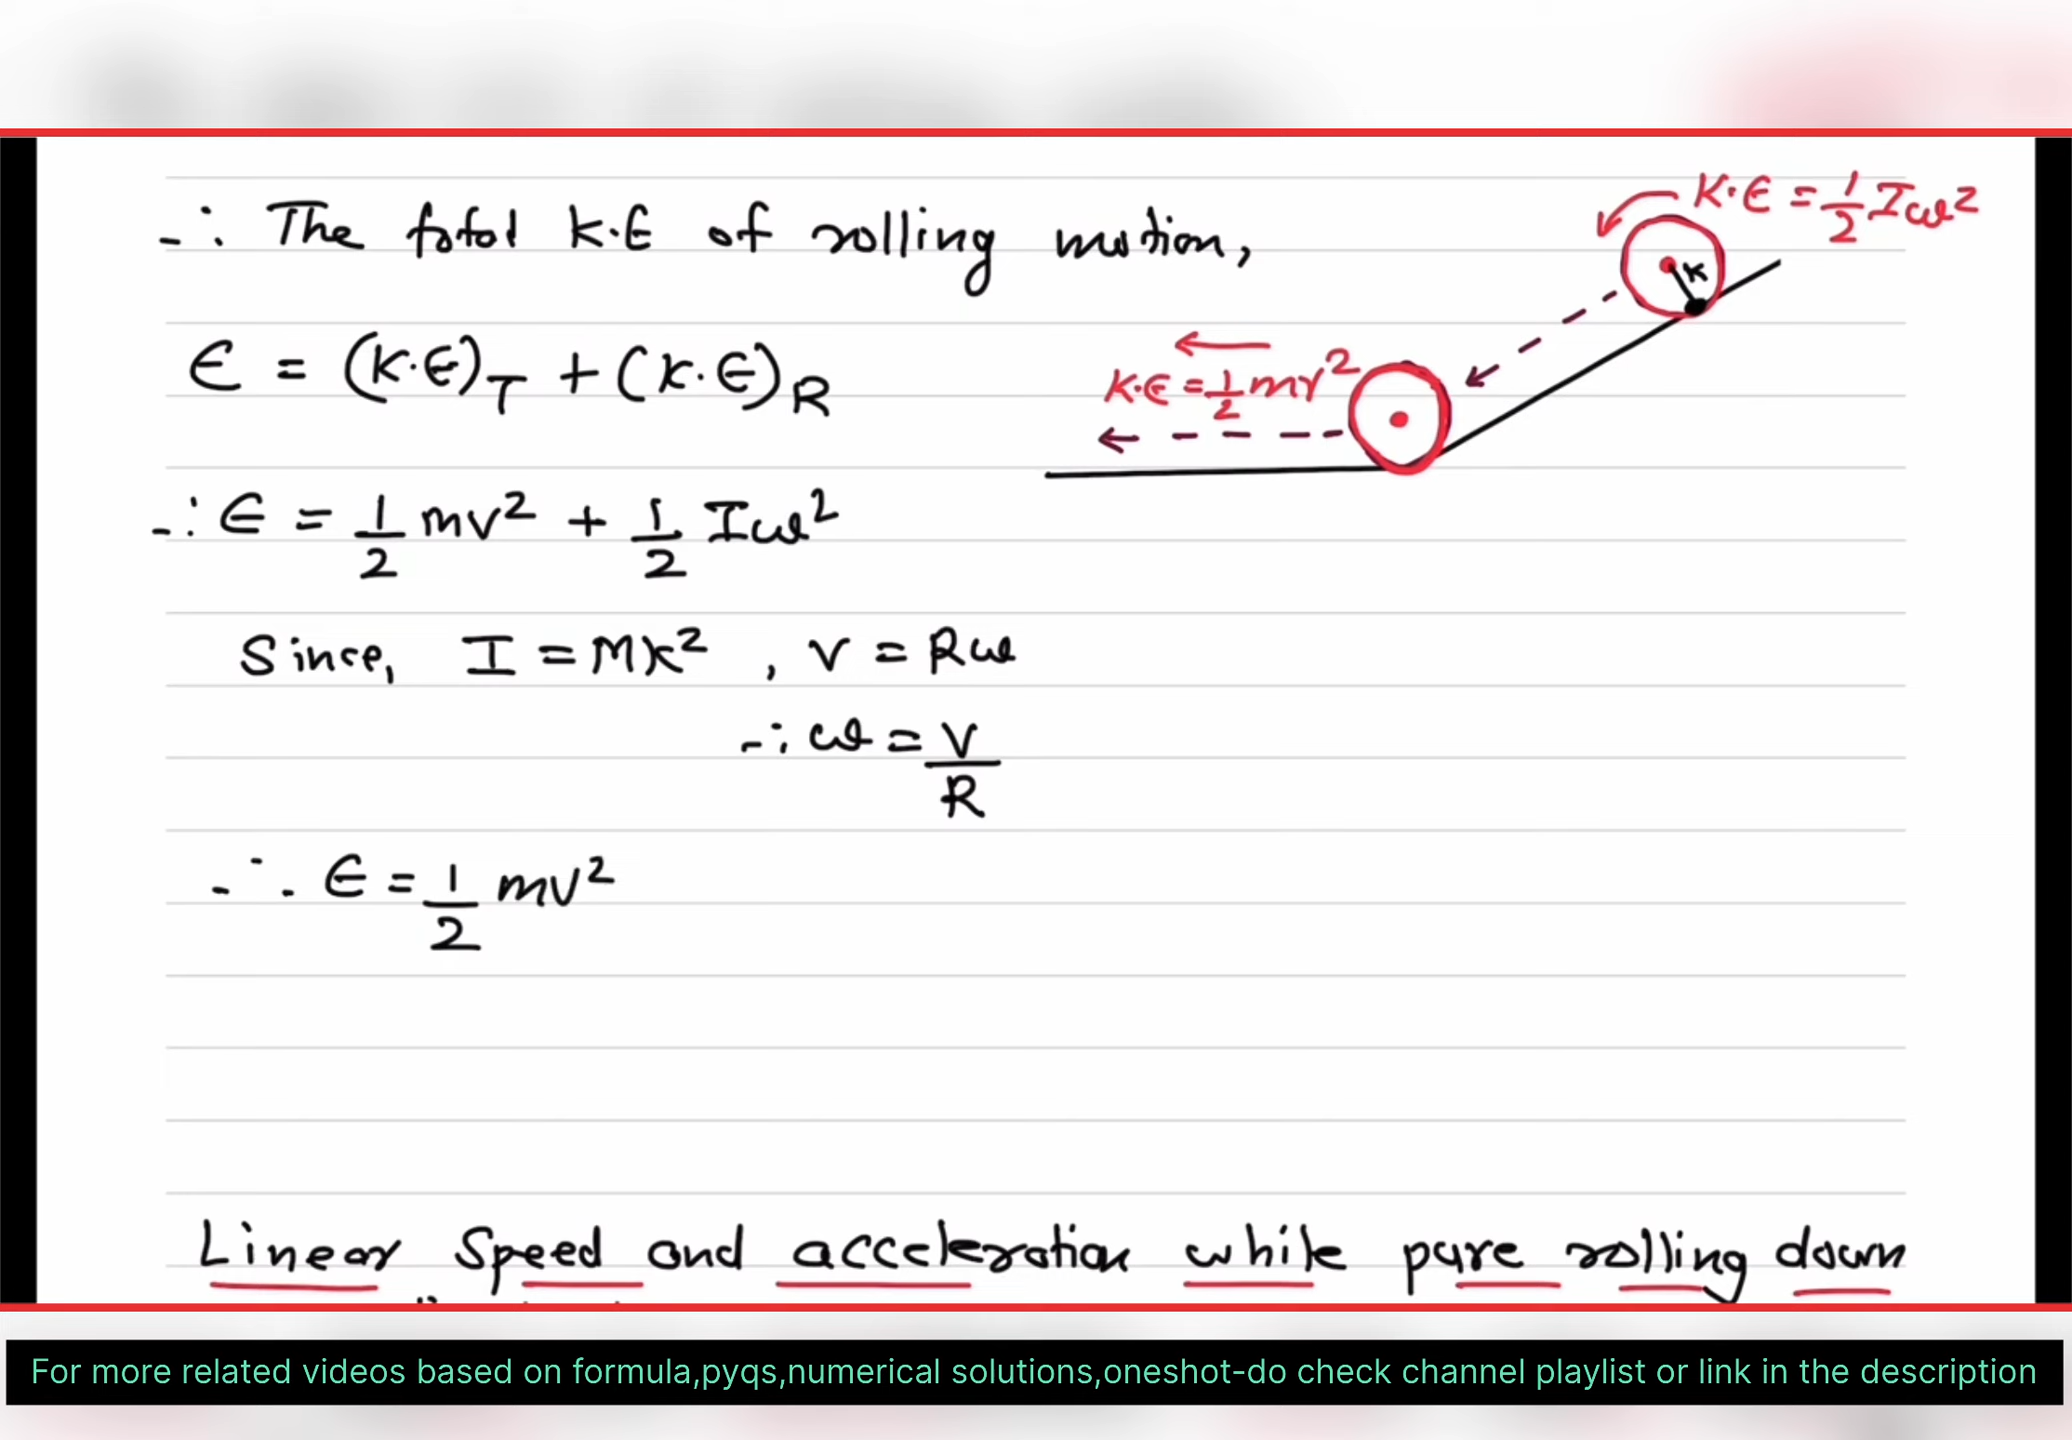 ∴ The total K.E of rolling motion,
K.E = 1/2 Iω²
K
E = (K.E)_T + (K.E)_R
K.E = 1/2 mv²
∴ E = 1/2 mv² + 1/2 Iω²
Since, I = MK² , v = Rω
∴ ω = V/R
∴ E = 1/2 mv²
Linear Speed and acceleration while pure rolling down
For more related videos based on formula,pyqs,numerical solutions,oneshot-do check channel playlist or link in the description